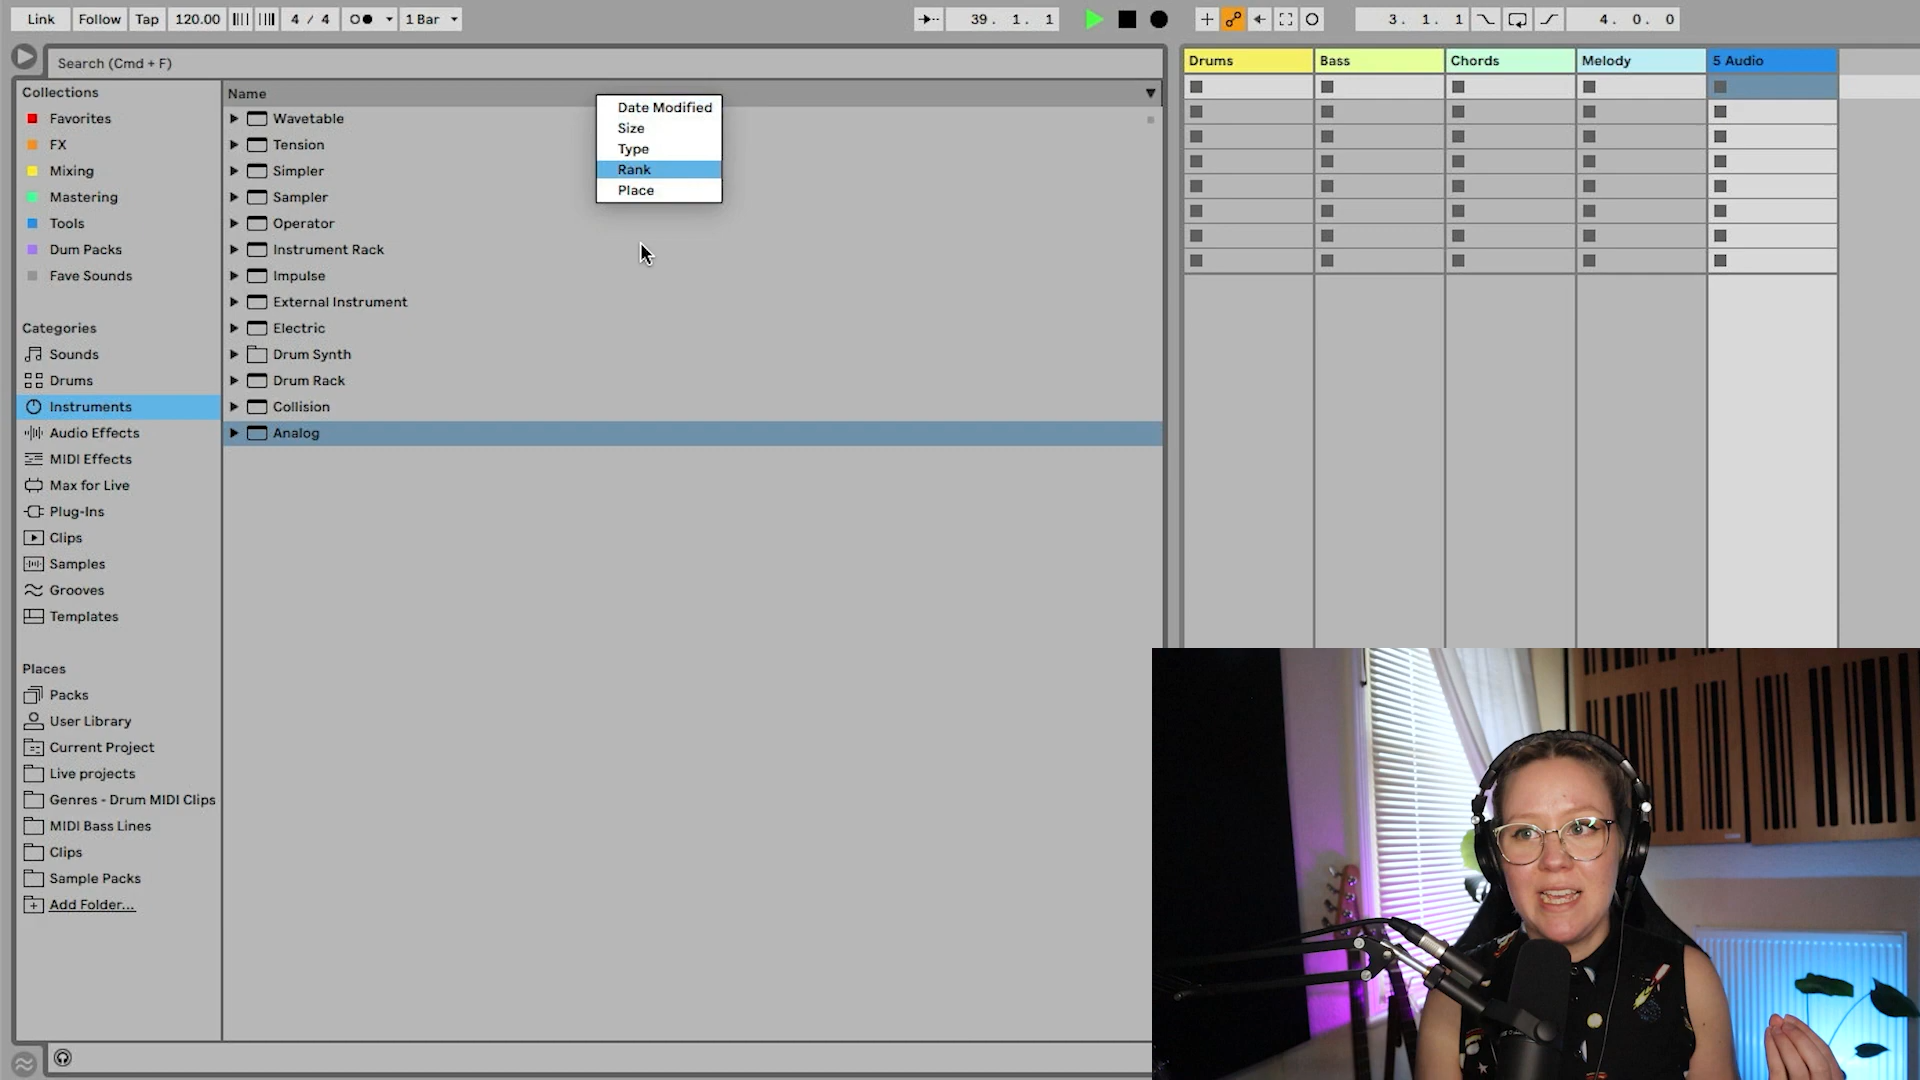 Link Follow Tap 120.00 4 / 4 1 Bar 39. 1. 1 3. 1. 1 4. 0. 0
Search (Cmd + F)
Collections
Favorites
FX
Mixing
Mastering
Tools
Dum Packs
Fave Sounds
Categories
Sounds
Drums
Instruments
Audio Effects
MIDI Effects
Max for Live
Plug-Ins
Clips
Samples
Grooves
Templates
Places
Packs
User Library
Current Project
Live projects
Genres - Drum MIDI Clips
MIDI Bass Lines
Clips
Sample Packs
Add Folder...
Name
Wavetable
Tension
Simpler
Sampler
Operator
Instrument Rack
Impulse
External Instrument
Electric
Drum Synth
Drum Rack
Collision
Analog
Date Modified
Size
Type
Rank
Place
Drums Bass Chords Melody 5 Audio